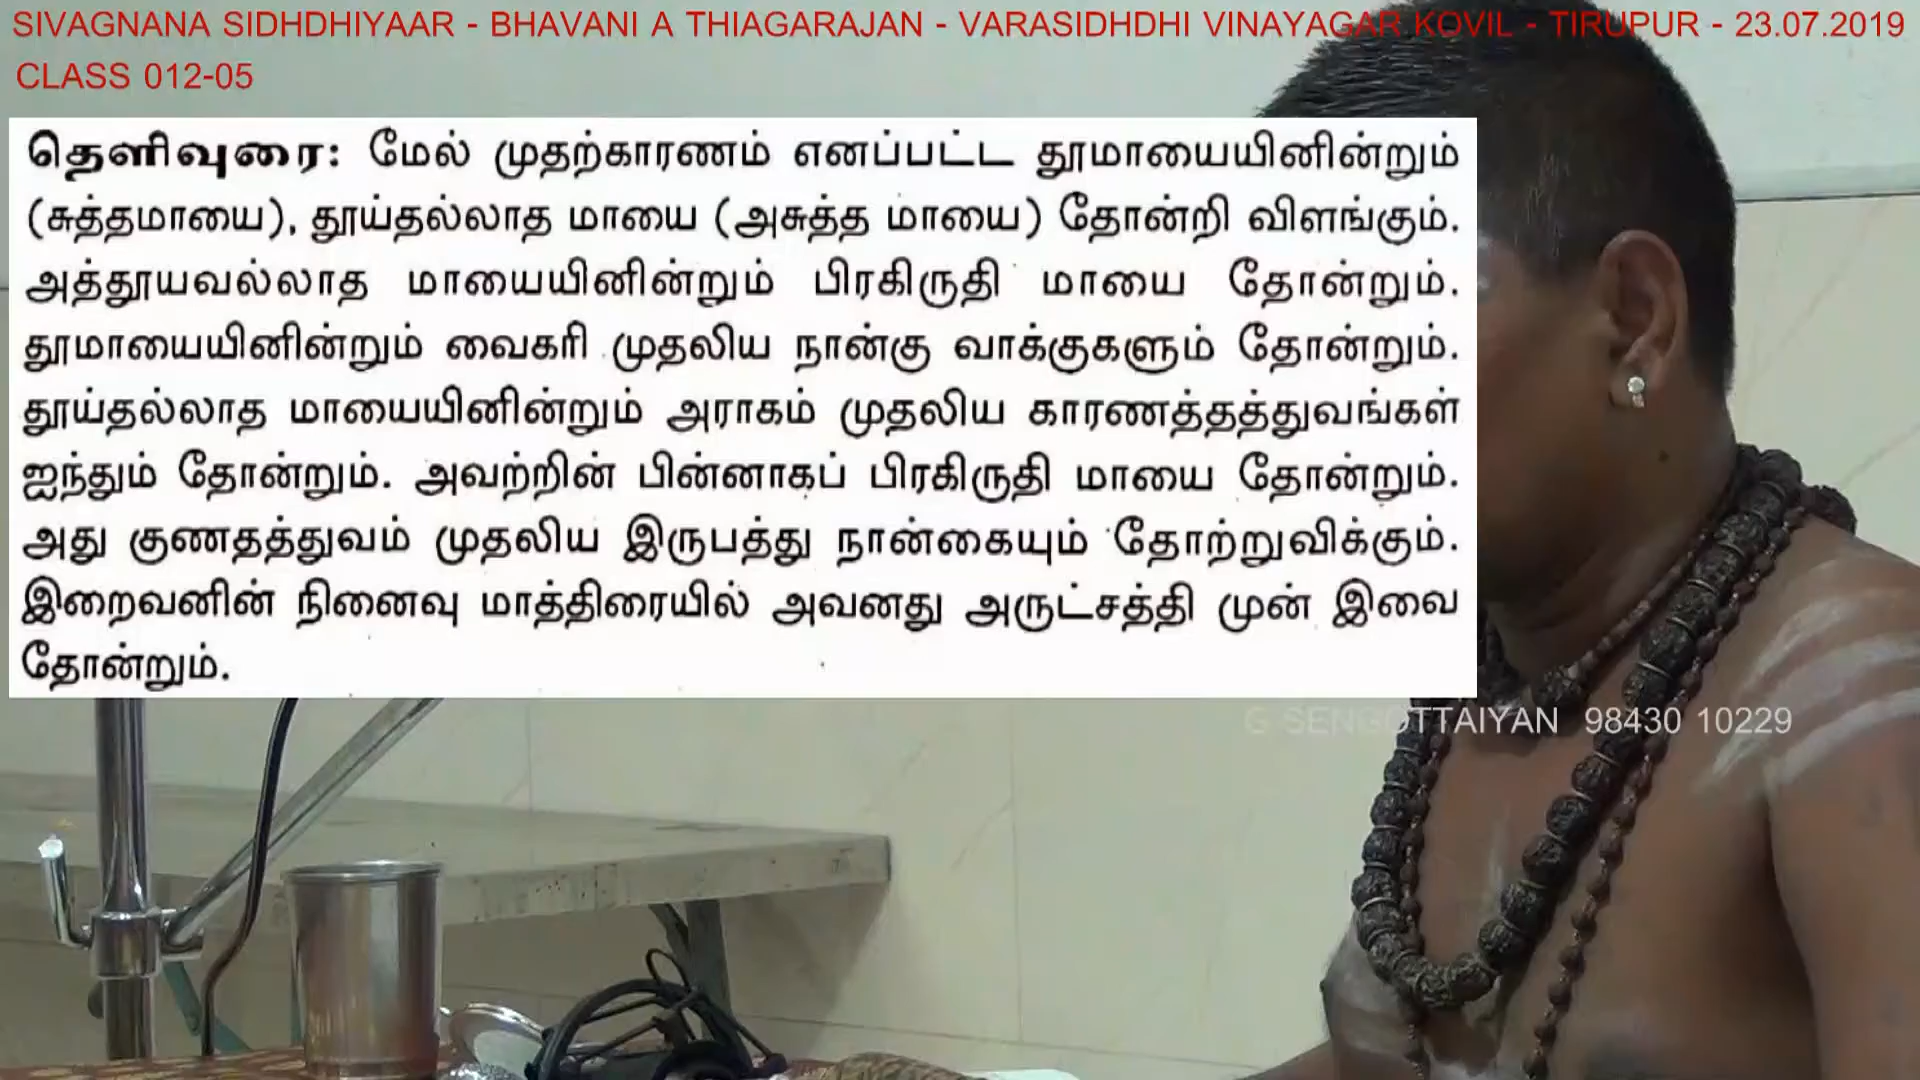 SIVAGNANA SIDHDHIYAAR - BHAVANI A THIAGARAJAN - VARASIDHDHI VINAYAGAR KOVIL - TIRUPUR - 23.07.2019
CLASS 012-05
தெளிவுரை: மேல் முதற்காரணம் எனப்பட்ட தூமாயையினின்றும்
(சுத்தமாயை), தூய்தல்லாத மாயை (அசுத்த மாயை) தோன்றி விளங்கும்.
அத்தூயவல்லாத மாயையினின்றும் பிரகிருதி மாயை தோன்றும்.
தூமாயையினின்றும் வைகரி முதலிய நான்கு வாக்குகளும் தோன்றும்.
தூய்தல்லாத மாயையினின்றும் அராகம் முதலிய காரணத்தத்துவங்கள்
ஐந்தும் தோன்றும். அவற்றின் பின்னாகப் பிரகிருதி மாயை தோன்றும்.
அது குணதத்துவம் முதலிய இருபத்து நான்கையும் தோற்றுவிக்கும்.
இறைவனின் நினைவு மாத்திரையில் அவனது அருட்சத்தி முன் இவை
தோன்றும்.
G SENGOTTAIYAN 98430 10229